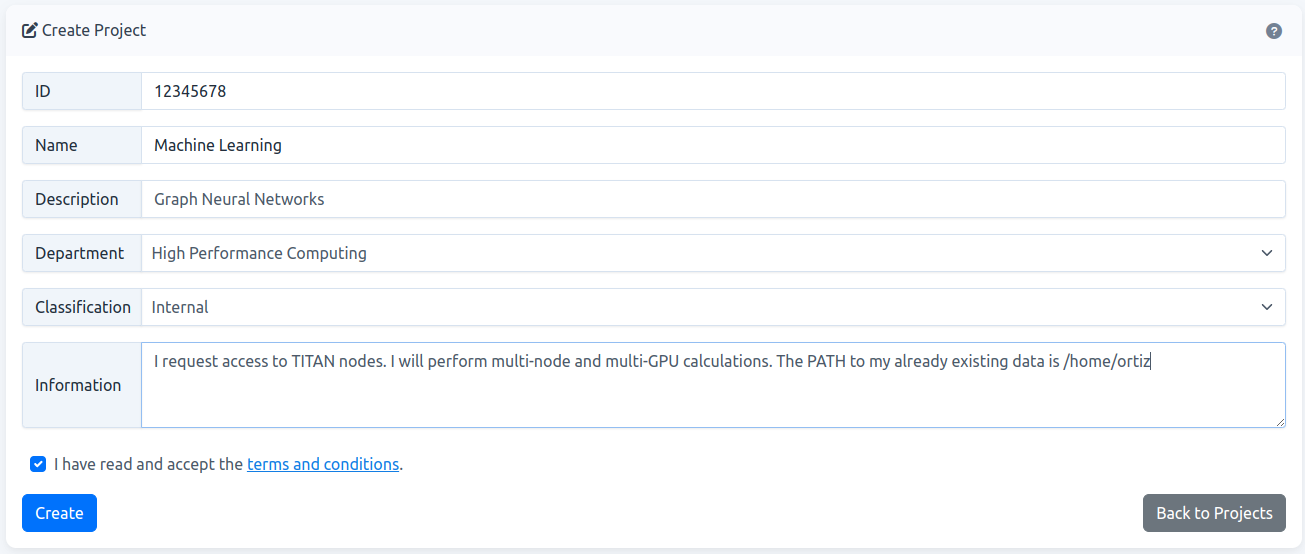 Create Project
?
ID 12345678
Name Machine Learning
Description Graph Neural Networks
Department High Performance Computing
Classification Internal
Information I request access to TITAN nodes. I will perform multi-node and multi-GPU calculations. The PATH to my already existing data is /home/ortiz
I have read and accept the terms and conditions.
Create Back to Projects